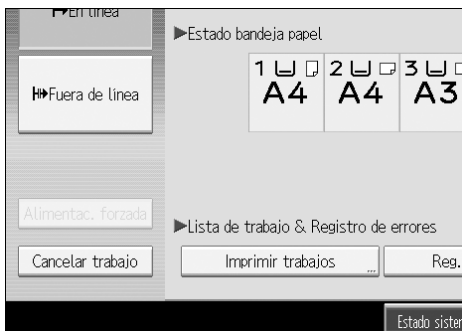 En línea
Estado bandeja papel
1 2 3
A4 A4 A3
Fuera de línea
Alimentac. forzada
Lista de trabajo & Registro de errores
Cancelar trabajo
Imprimir trabajos ...
Reg.
Estado sister